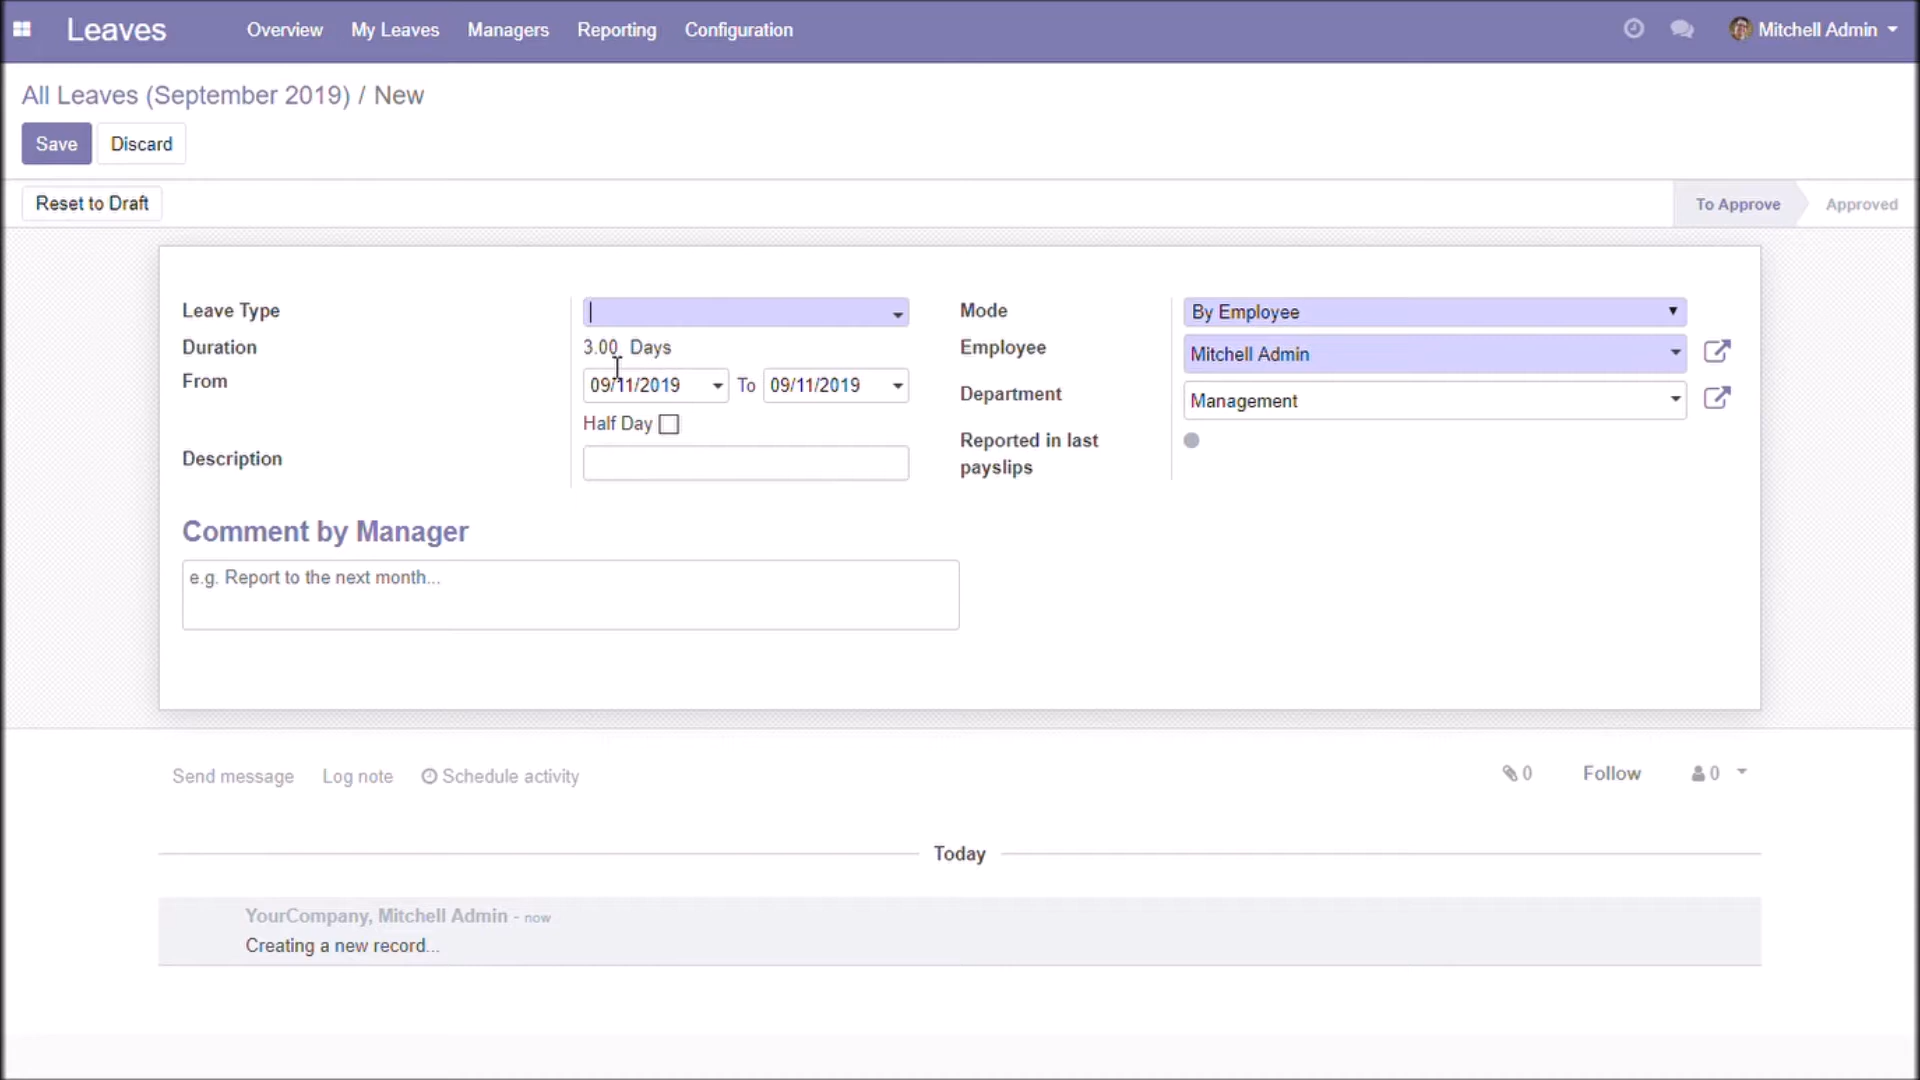 Leaves Overview My Leaves Managers Reporting Configuration Mitchell Admin
All Leaves (September 2019) / New
Save Discard
Reset to Draft To Approve Approved
Leave Type Mode By Employee
Duration 3.00 Days Employee Mitchell Admin
From 09/11/2019 To 09/11/2019 Department Management
Half Day
Reported in last
payslips
Description
Comment by Manager
e.g. Report to the next month...
Send message Log note Schedule activity 0 Follow 0
Today
YourCompany, Mitchell Admin - now
Creating a new record...